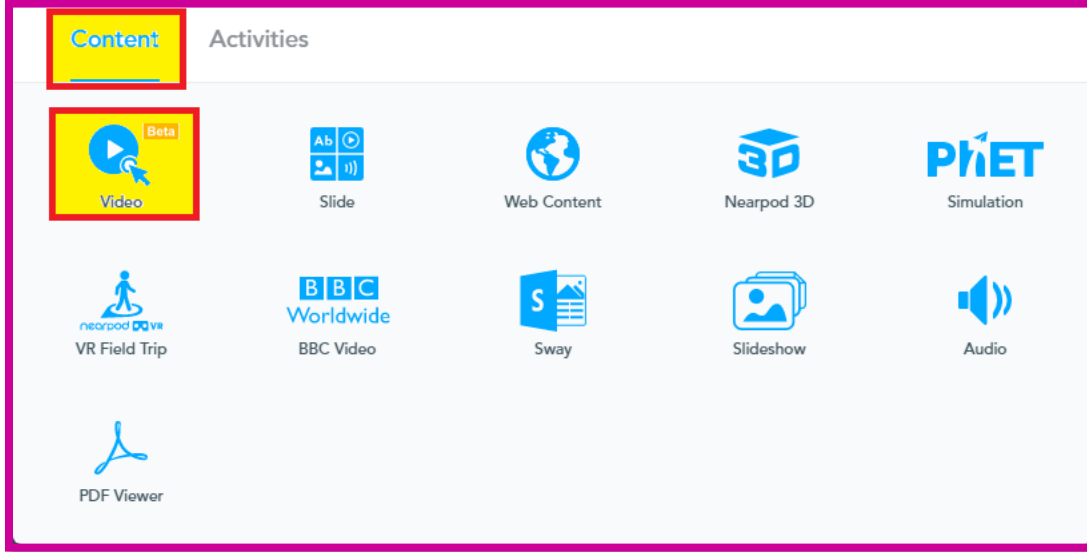 Content Activities
Beta
Ab
Video Slide Web Content Nearpod 3D Simulation
3D
PhET
nearpod VR
BBC
Worldwide
S
VR Field Trip BBC Video Sway Slideshow Audio
PDF Viewer